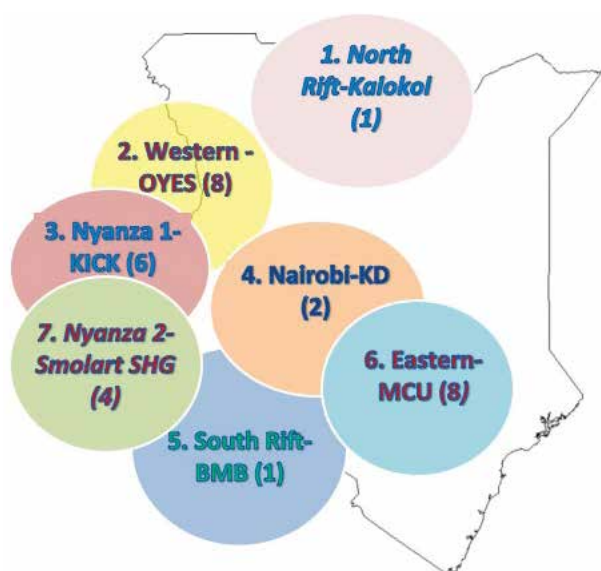 1. North
Rift-Kalokol
(1)
2. Western -
OYES (8)
3. Nyanza 1-
KICK (6)
4. Nairobi-KD
(2)
7. Nyanza 2-
Smolart SHG
(4)
6. Eastern-
MCU (8)
5. South Rift-
BMB (1)